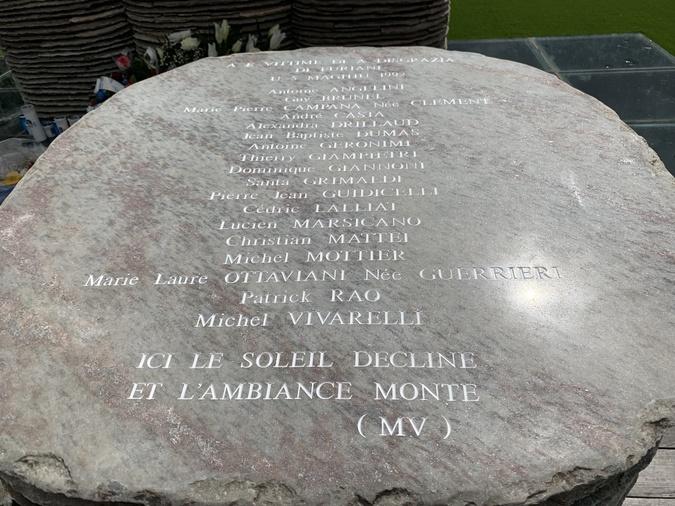 A E VITTIME DI A DISGRAZIA
DI FURIANI
U 5 MAGHJU 1992
Antoine ANGELINI
Guy BRUNEL
Marie Pierre CAMPANA Née CLEMENT
André CASTA
Alexandra DRILLAUD
Jean Baptiste DUMAS
Antoine GERONIMI
Thierry GIAMPIETRI
Dominique GIANNONI
Santa GRIMALDI
Pierre Jean GUIDICELLI
Cédric LALLIAT
Lucien MARSICANO
Christian MATTEI
Michel MOTTIER
Marie Laure OTTAVIANI Née GUERRIERI
Patrick RAO
Michel VIVARELLI
ICI LE SOLEIL DECLINE
ET L'AMBIANCE MONTE
(MV)